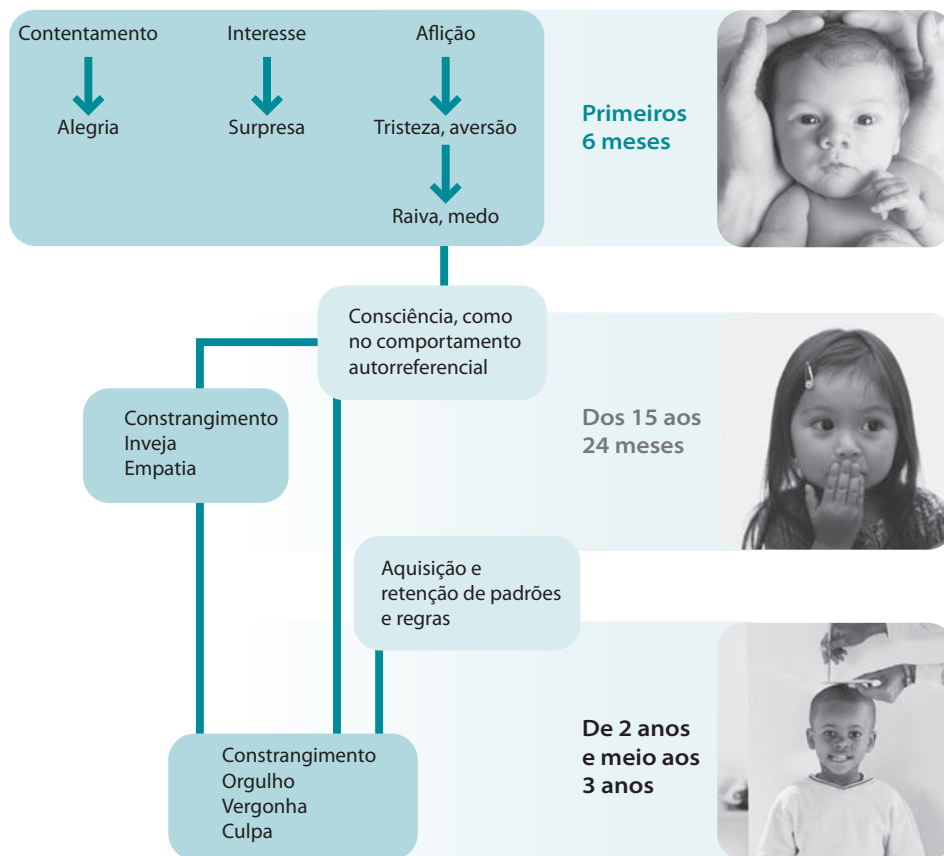 Contentamento
Interesse
Aflição
Alegria
Surpresa
Tristeza, aversão
Raiva, medo
Primeiros
6 meses
Consciência, como
no comportamento
autorreferencial
Constrangimento
Inveja
Empatia
Dos 15 aos
24 meses
Aquisição e
retenção de padrões
e regras
Constrangimento
Orgulho
Vergonha
Culpa
De 2 anos
e meio aos
3 anos